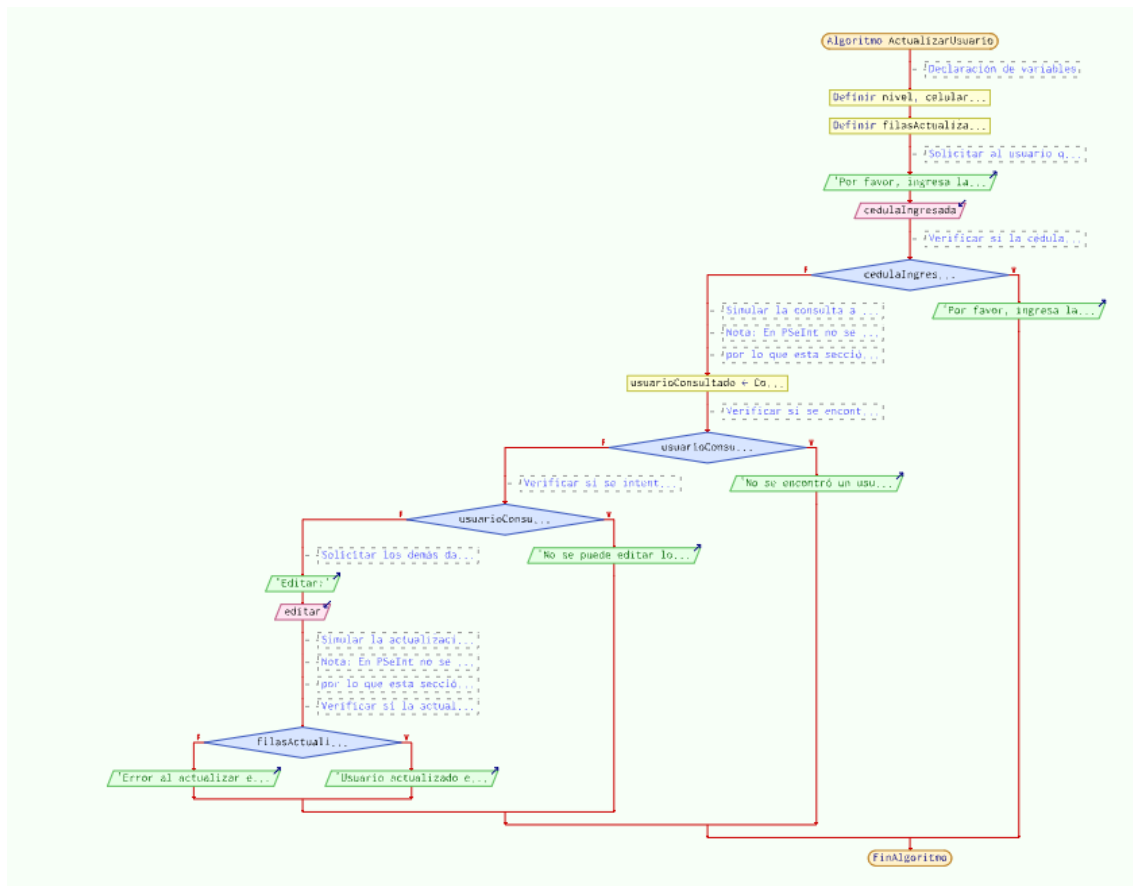 Algoritmo ActualizarUsuario
Declaración de variables
Definir nivel, celular...
Definir filasActualiza...
Solicitar al usuario q...
'Por favor, ingresa la...
cedulaIngresada
Verificar si la cedula...
F
cedulaIngres...
V
Simular la consulta a ...
'Por favor, ingresa la...
Nota: En PSeInt no se ...
por lo que esta secció...
usuarioConsultado ← Co...
Verificar si se encont...
F
usuarioConsu...
V
Verificar si se intent...
'No se encontró un usu...
F
usuarioConsu...
V
Solicitar los demás da...
'No se puede editar lo...
'Editar:'
editar
Simular la actualizaci...
Nota: En PSeInt no se ...
por lo que esta secció...
Verificar si la actual...
F
filasActuali...
V
'Error al actualizar e...
'Usuario actualizado e...
FinAlgoritmo